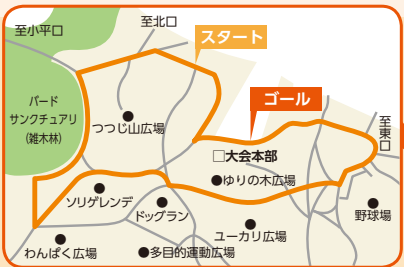 至小平口
至北口
スタート
バード
サンクチュアリ
(雑木林)
つつじ山広場
ゴール
至東口
□大会本部
●ゆりの木広場
ソリゲレンデ
ドッグラン
野球場
ユーカリ広場
わんぱく広場
●多目的運動広場